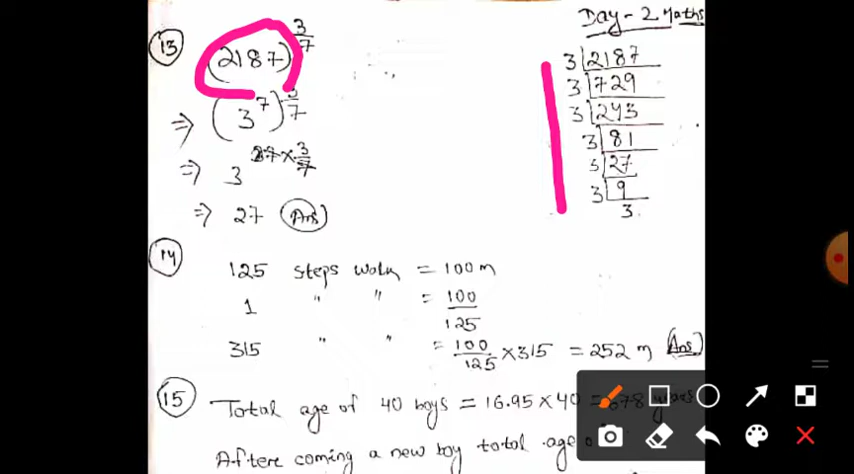 Day-2 Maths
(13) (2187)^3/7
⇒ (3^7)^3/7
⇒ 3^7×3/7
⇒ 27 (Ans)
3 | 2187
3 | 729
3 | 243
3 | 81
3 | 27
3 | 9
3.
(14) 125 steps walk = 100 m
1 " " = 100/125
315 " " = 100/125 × 315 = 252 m Ans
(15) Total age of 40 boys = 16.95 × 40 = 678 years
After coming a new boy total age